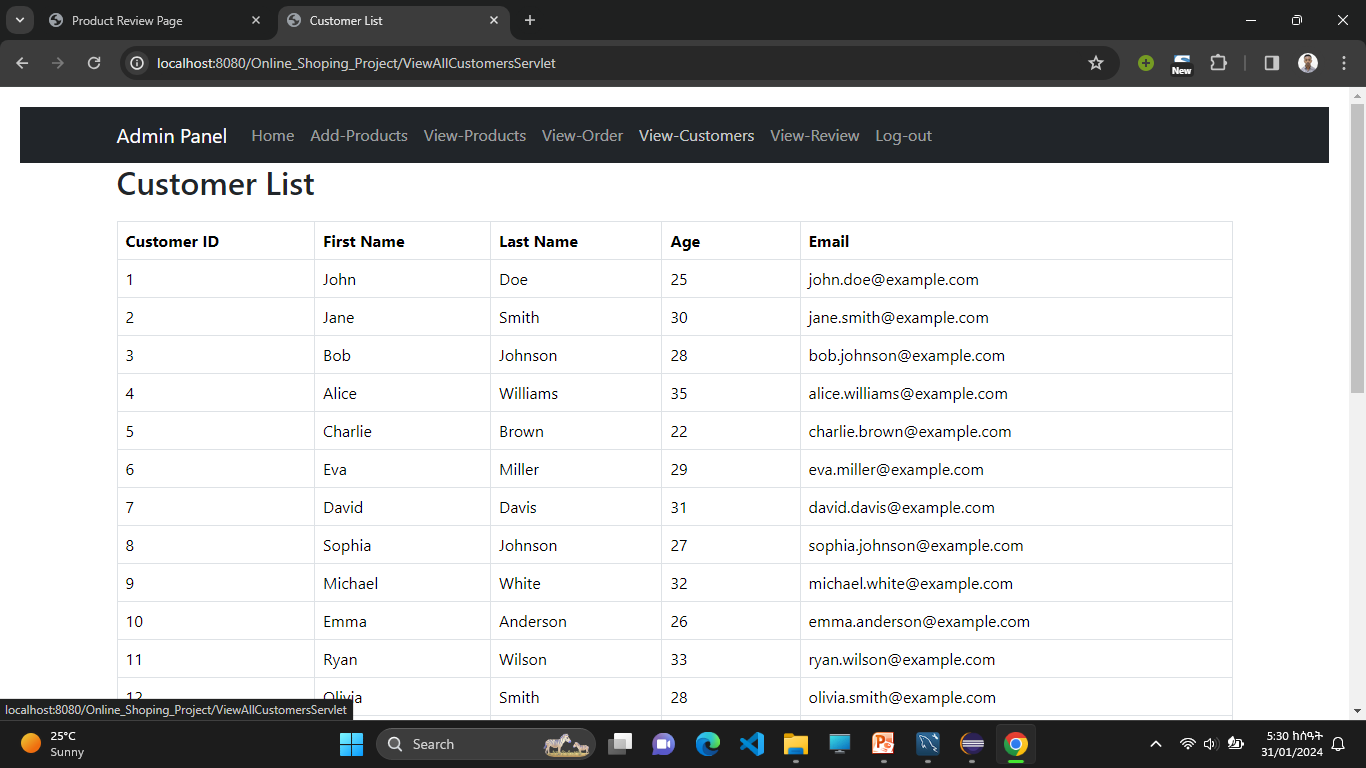 Product Review Page
Customer List
localhost:8080/Online_Shoping_Project/ViewAllCustomersServlet
New
Admin Panel Home Add-Products View-Products View-Order View-Customers View-Review Log-out
Customer List
Customer ID First Name Last Name Age Email
1 John Doe 25 john.doe@example.com
2 Jane Smith 30 jane.smith@example.com
3 Bob Johnson 28 bob.johnson@example.com
4 Alice Williams 35 alice.williams@example.com
5 Charlie Brown 22 charlie.brown@example.com
6 Eva Miller 29 eva.miller@example.com
7 David Davis 31 david.davis@example.com
8 Sophia Johnson 27 sophia.johnson@example.com
9 Michael White 32 michael.white@example.com
10 Emma Anderson 26 emma.anderson@example.com
11 Ryan Wilson 33 ryan.wilson@example.com
12 Olivia Smith 28 olivia.smith@example.com
localhost:8080/Online_Shoping_Project/ViewAllCustomersServlet
25°C
Sunny
Search
5:30 ከሰዓት
31/01/2024